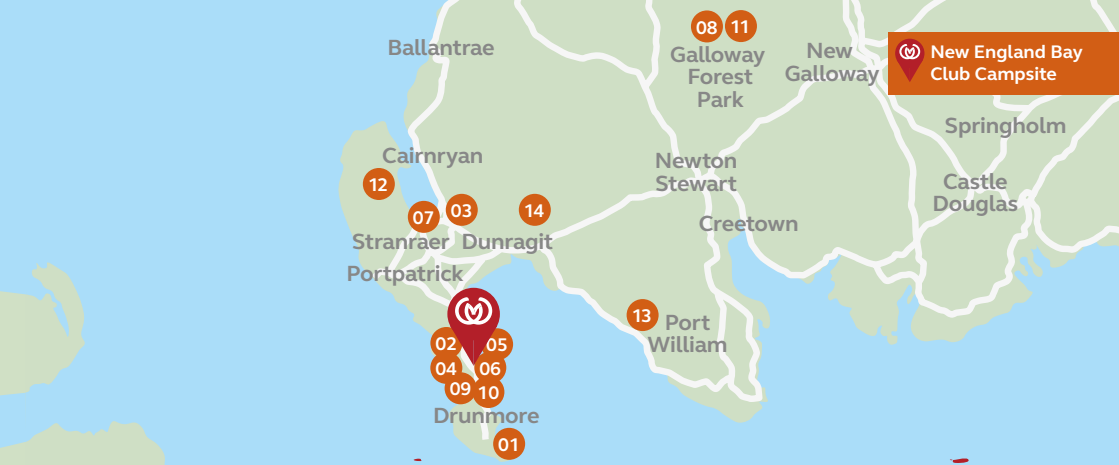 08 11
Ballantrae
Galloway
Forest
Park
New
Galloway
New England Bay
Club Campsite
Springholm
Cairnryan
12
Newton
Stewart
Castle
Douglas
07
03
14
Creetown
Stranraer
Dunragit
Portpatrick
13
Port
William
02
05
04
06
09
10
Drunmore
01